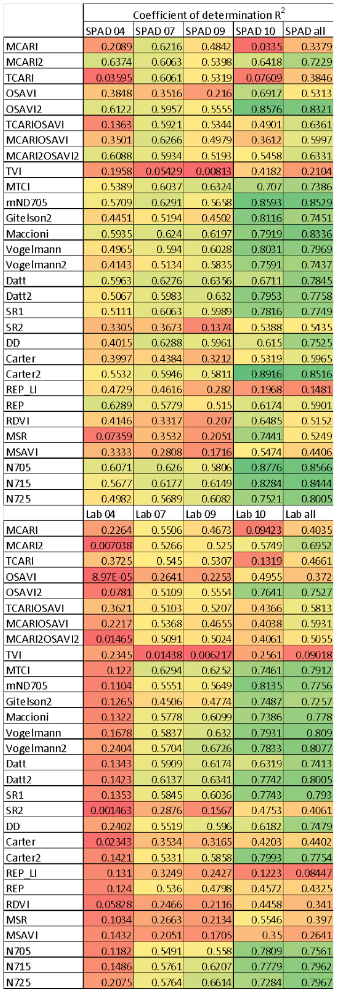 Coefficient of determination R2
SPAD 04 SPAD 07 SPAD 09 SPAD 10 SPAD all
MCARI 0.2089 0.6216 0.4842 0.0335 0.3379
MCARI2 0.6374 0.6063 0.5398 0.6418 0.7229
TCARI 0.03595 0.6061 0.5319 0.07609 0.3846
OSAVI 0.3848 0.3516 0.216 0.6917 0.5313
OSAVI2 0.6122 0.5957 0.5555 0.8576 0.8321
TCARIOSAVI 0.1363 0.5921 0.5344 0.4901 0.6361
MCARIOSAVI 0.3501 0.6266 0.4979 0.3612 0.5997
MCARI2OSAVI2 0.6088 0.5934 0.5193 0.5458 0.6331
TVI 0.1958 0.05429 0.00813 0.4182 0.2104
MTCI 0.5389 0.6037 0.6324 0.707 0.7386
mND705 0.5709 0.6291 0.5658 0.8593 0.8529
Gitelson2 0.4451 0.5194 0.4502 0.8116 0.7451
Maccioni 0.5935 0.624 0.6197 0.7919 0.8336
Vogelmann 0.4965 0.594 0.6028 0.8031 0.7969
Vogelmann2 0.4143 0.5134 0.5835 0.7591 0.7437
Datt 0.5963 0.6276 0.6356 0.6711 0.7845
Datt2 0.5067 0.5983 0.632 0.7953 0.7758
SR1 0.5111 0.6063 0.5989 0.7816 0.7749
SR2 0.3305 0.3673 0.1374 0.5388 0.5435
DD 0.4015 0.6288 0.5961 0.615 0.7525
Carter 0.3997 0.4384 0.3212 0.5319 0.5965
Carter2 0.5532 0.5946 0.5811 0.8916 0.8516
REP_LI 0.4729 0.4616 0.282 0.1968 0.1481
REP 0.6289 0.5779 0.515 0.6174 0.5901
RDVI 0.4146 0.3317 0.207 0.6485 0.5152
MSR 0.07359 0.3532 0.2051 0.7441 0.5249
MSAVI 0.3333 0.2808 0.1716 0.5474 0.4406
N705 0.6071 0.626 0.5806 0.8776 0.8566
N715 0.5677 0.6177 0.6149 0.8284 0.8444
N725 0.4982 0.5689 0.6082 0.7521 0.8005
Lab 04 Lab 07 Lab 09 Lab 10 Lab all
MCARI 0.2264 0.5506 0.4673 0.09423 0.4035
MCARI2 0.007038 0.5266 0.525 0.5749 0.6952
TCARI 0.3725 0.545 0.5307 0.1319 0.4661
OSAVI 8.97E-05 0.2641 0.2253 0.4955 0.372
OSAVI2 0.0781 0.5109 0.5554 0.7641 0.7527
TCARIOSAVI 0.3621 0.5103 0.5207 0.4366 0.5813
MCARIOSAVI 0.2217 0.5368 0.4655 0.4038 0.5931
MCARI2OSAVI2 0.01465 0.5091 0.5024 0.4061 0.5055
TVI 0.2345 0.01438 0.006217 0.2561 0.09018
MTCI 0.122 0.6294 0.6252 0.7461 0.7912
mND705 0.1104 0.5551 0.5649 0.8135 0.7756
Gitelson2 0.1265 0.4506 0.4774 0.7487 0.7257
Maccioni 0.1322 0.5778 0.6099 0.7386 0.778
Vogelmann 0.1678 0.5837 0.632 0.7931 0.809
Vogelmann2 0.2404 0.5704 0.6726 0.7833 0.8077
Datt 0.1343 0.5909 0.6174 0.6319 0.7413
Datt2 0.1423 0.6137 0.6341 0.7742 0.8005
SR1 0.1353 0.5845 0.6036 0.7743 0.793
SR2 0.001463 0.2876 0.1567 0.4753 0.4061
DD 0.2402 0.5519 0.596 0.6182 0.7479
Carter 0.02343 0.3534 0.3165 0.4203 0.4402
Carter2 0.1421 0.5331 0.5858 0.7993 0.7754
REP_LI 0.131 0.3249 0.2427 0.1223 0.08447
REP 0.124 0.536 0.4798 0.4572 0.4325
RDVI 0.05828 0.2466 0.2116 0.4458 0.341
MSR 0.1034 0.2663 0.2134 0.5546 0.397
MSAVI 0.1432 0.2051 0.1705 0.35 0.2641
N705 0.1182 0.5491 0.558 0.7809 0.7561
N715 0.1486 0.5761 0.6207 0.7779 0.7962
N725 0.2075 0.5764 0.6614 0.7284 0.7967